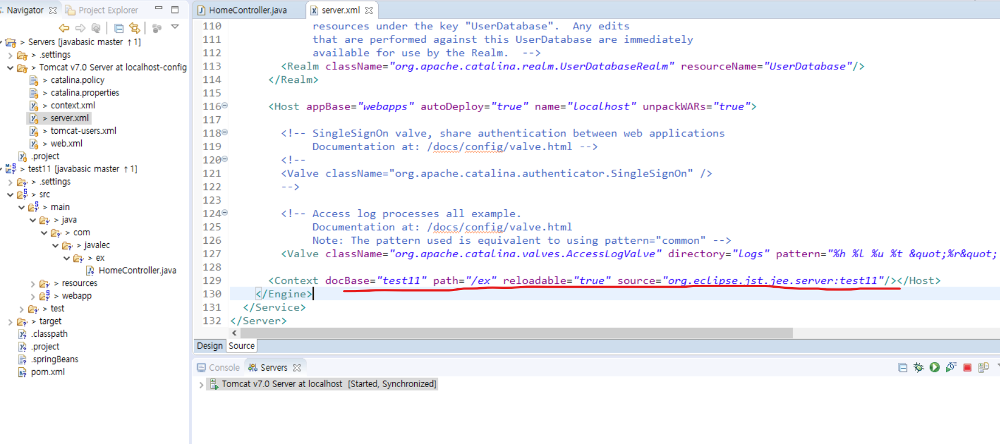 Navigator
Project Explorer
> Servers [javabasic master ↑1]
> .settings
> Tomcat v7.0 Server at localhost-config
> catalina.policy
> catalina.properties
> context.xml
> server.xml
> tomcat-users.xml
> web.xml
.project
> test11 [javabasic master ↑1]
> .settings
> src
> main
> java
> com
> javalec
> ex
HomeController.java
> resources
> webapp
> test
> target
.classpath
.project
.springBeans
pom.xml
HomeController.java
server.xml
110 resources under the key "UserDatabase".  Any edits
111 that are performed against this UserDatabase are immediately
112 available for use by the Realm.  -->
113 <Realm className="org.apache.catalina.realm.UserDatabaseRealm" resourceName="UserDatabase"/>
114 </Realm>
115
116 <Host appBase="webapps" autoDeploy="true" name="localhost" unpackWARs="true">
117
118 <!-- SingleSignOn valve, share authentication between web applications
119 Documentation at: /docs/config/valve.html -->
120 <!--
121 <Valve className="org.apache.catalina.authenticator.SingleSignOn" />
122 -->
123
124 <!-- Access log processes all example.
125 Documentation at: /docs/config/valve.html
126 Note: The pattern used is equivalent to using pattern="common" -->
127 <Valve className="org.apache.catalina.valves.AccessLogValve" directory="logs" pattern="%h %l %u %t &quot;%r&quot;
128
129 <Context docBase="test11" path="/ex" reloadable="true" source="org.eclipse.jst.jee.server:test11"/></Host>
130 </Engine>
131 </Service>
132 </Server>
Design
Source
Console
Servers
Tomcat v7.0 Server at localhost  [Started, Synchronized]